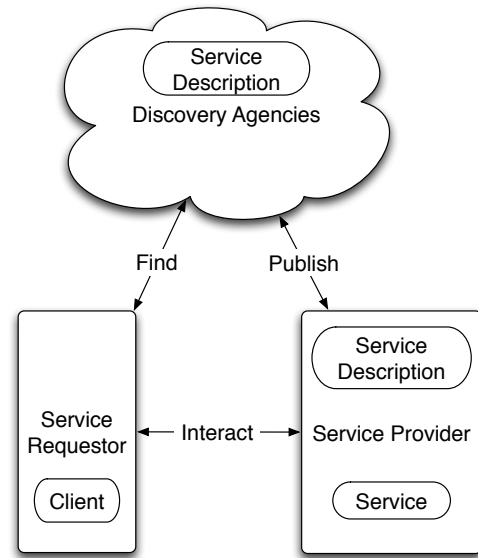 Service
Description
Discovery Agencies
Find
Publish
Service
Requestor
Client
Interact
Service
Description
Service Provider
Service